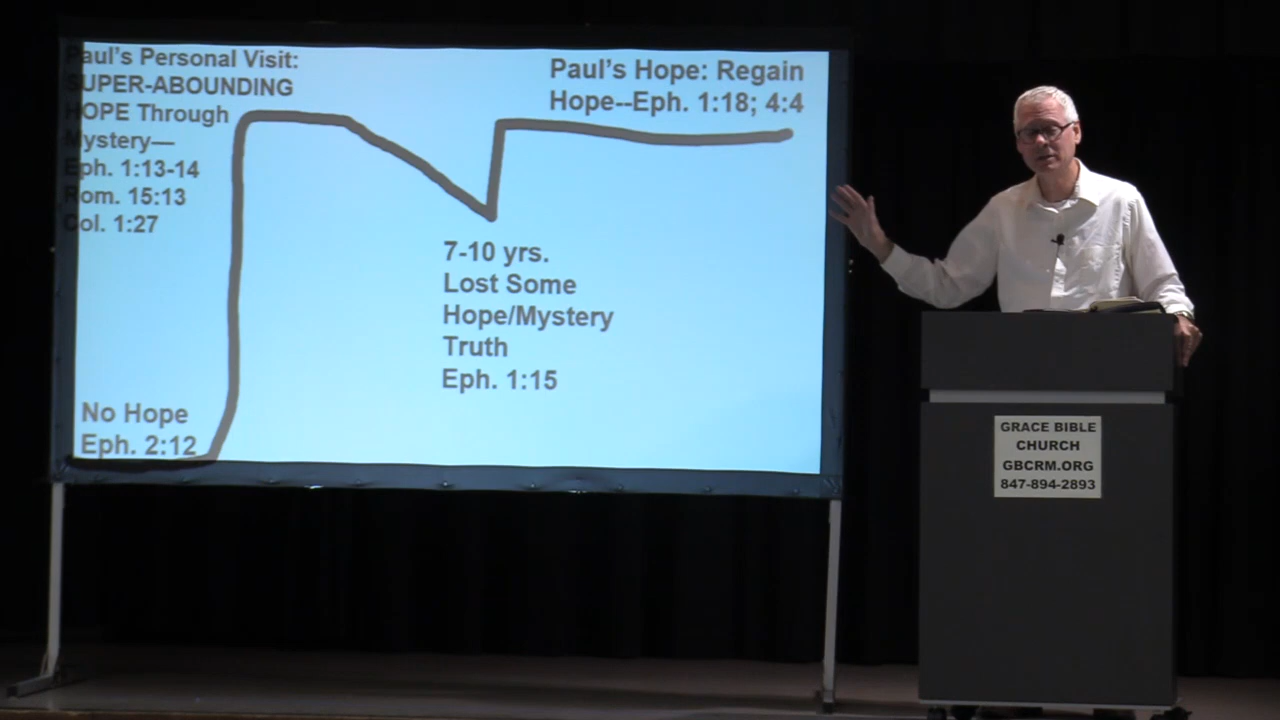 Paul's Personal Visit:
SUPER-ABOUNDING
HOPE Through
Mystery—
Eph. 1:13-14
Rom. 15:13
Col. 1:27
Paul's Hope: Regain
Hope--Eph. 1:18; 4:4
7-10 yrs.
Lost Some
Hope/Mystery
Truth
Eph. 1:15
No Hope
Eph. 2:12
GRACE BIBLE
CHURCH
GBCRM.ORG
847-894-2893